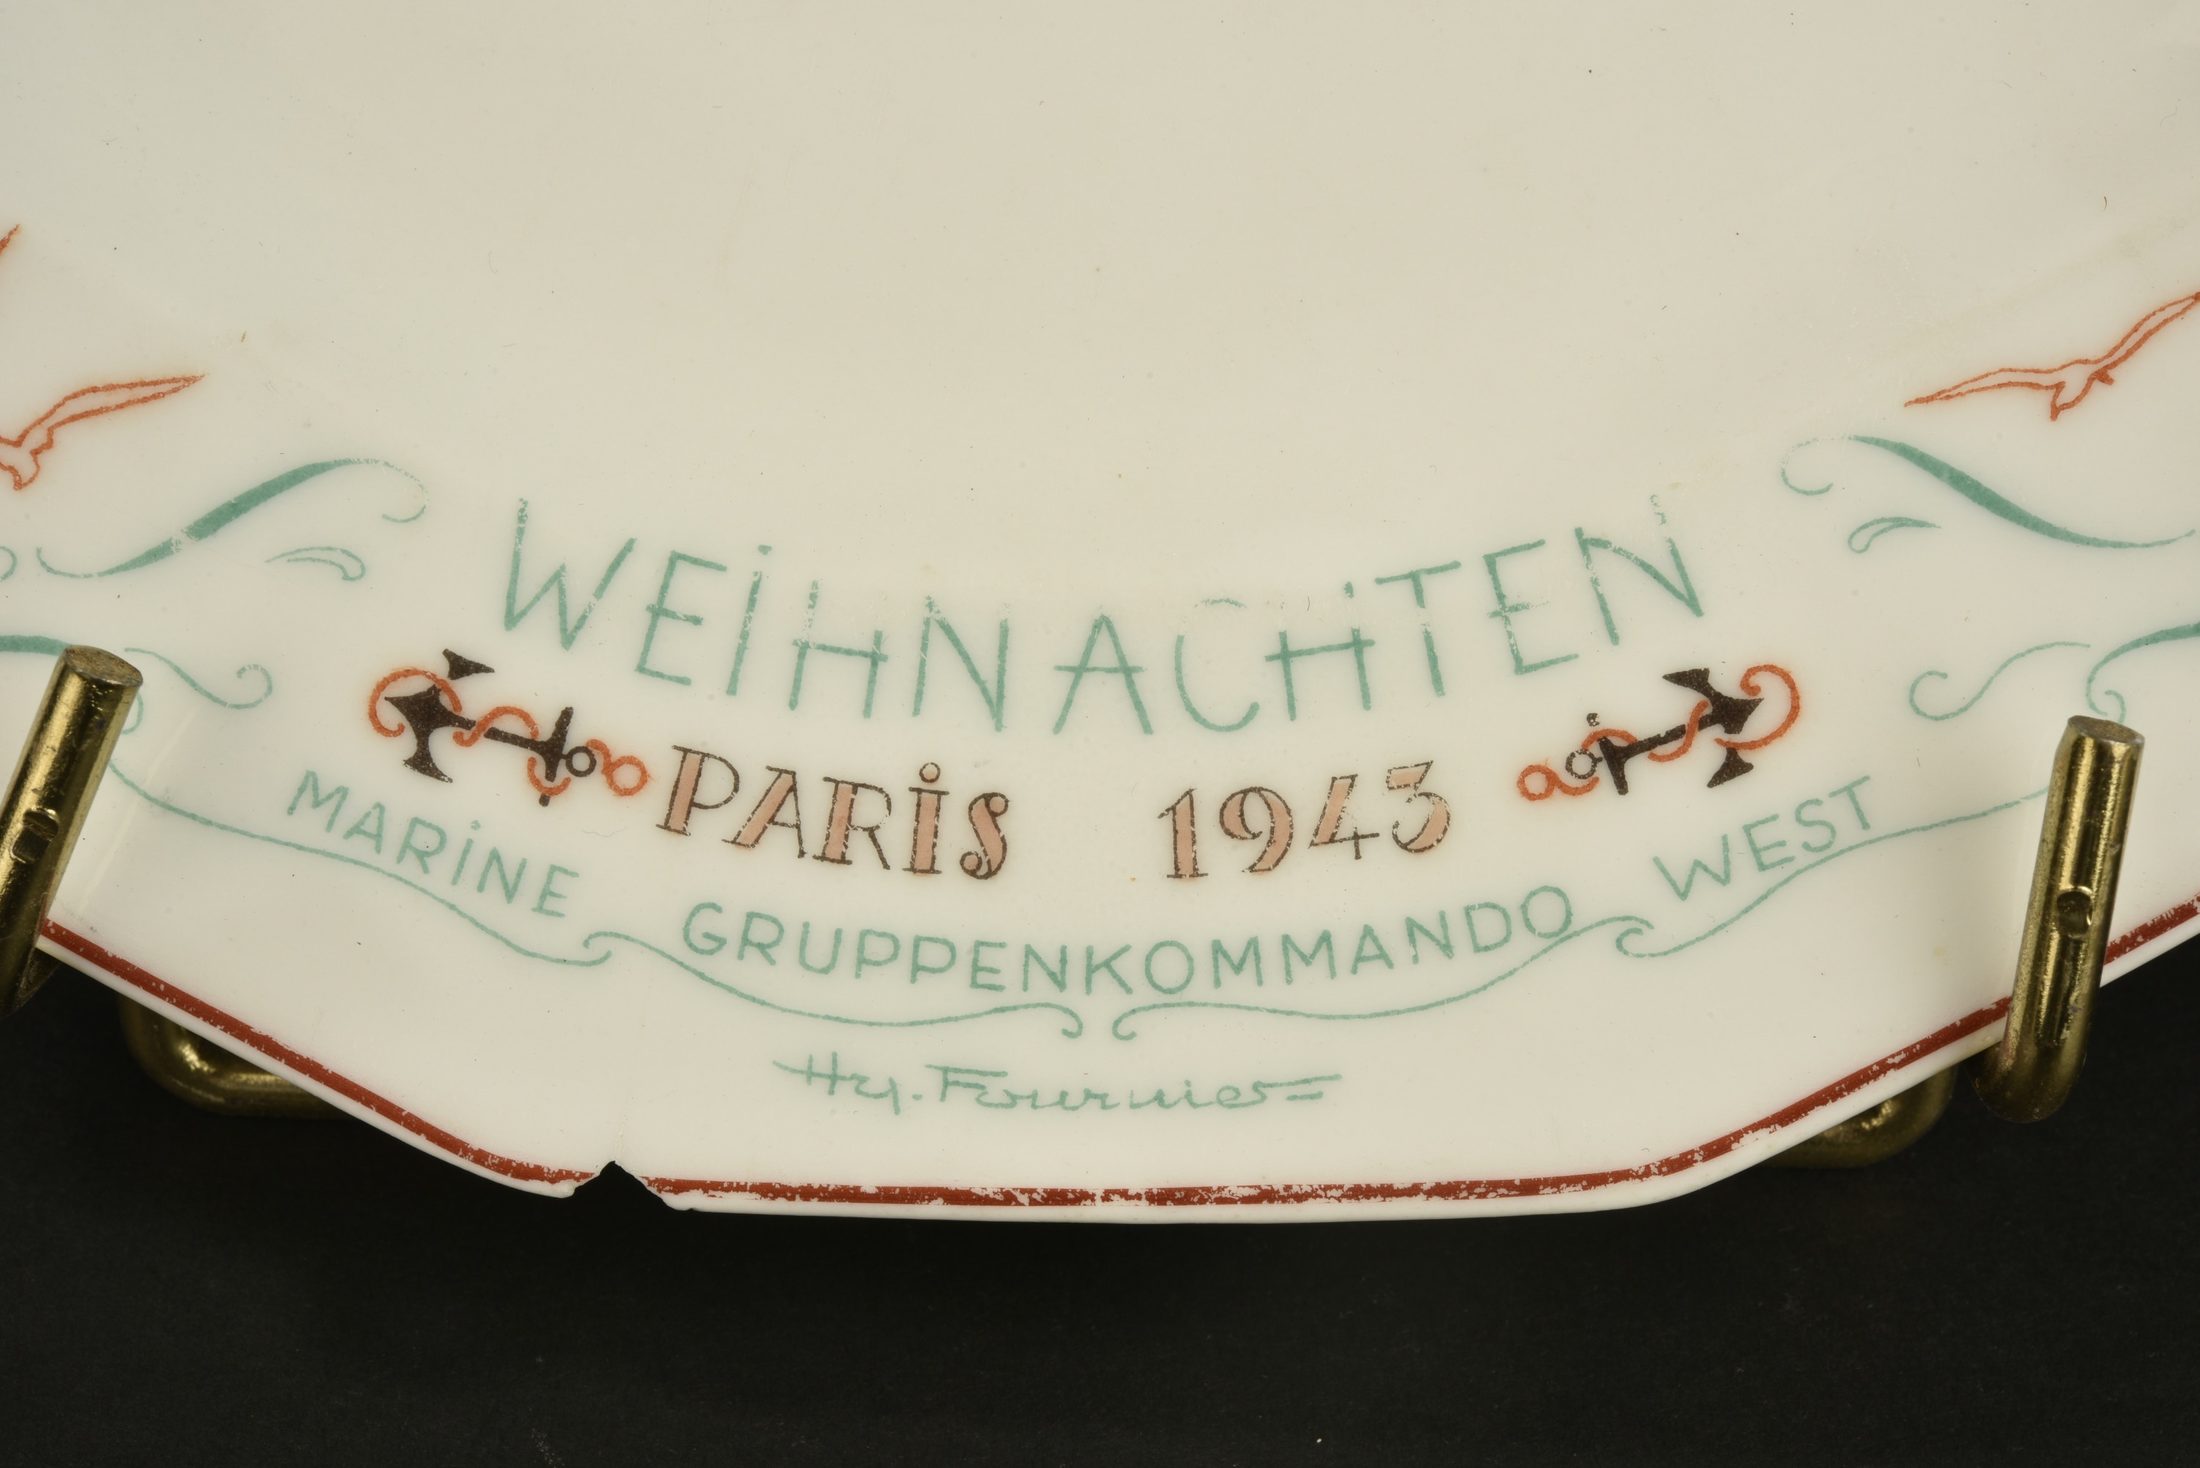 WEiHNACHTEN
PARiS 1943
MARiNE GRUPPENKOMMANDO WEST
Hy. Fournier